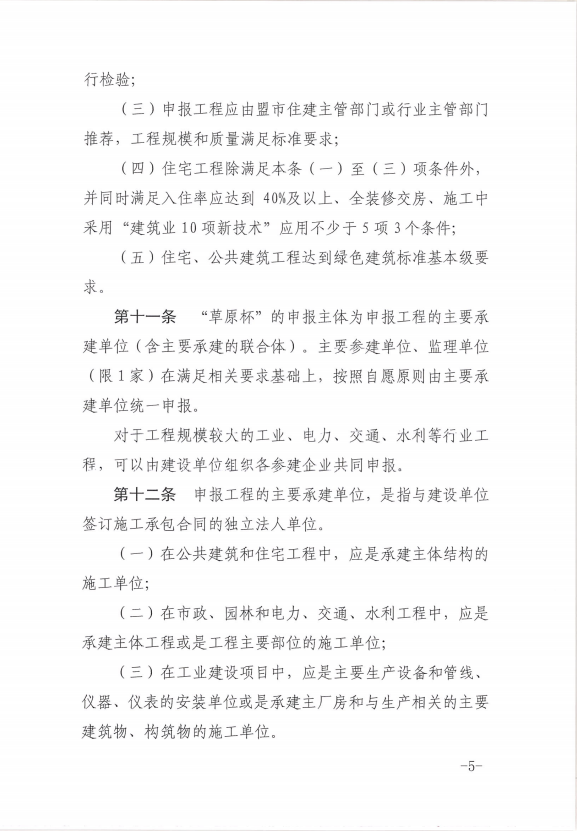 行检验；
（三）申报工程应由盟市住建主管部门或行业主管部门
推荐，工程规模和质量满足标准要求；
（四）住宅工程除满足本条（一）至（三）项条件外，
并同时满足入住率应达到 40%及以上、全装修交房、施工中
采用“建筑业 10 项新技术”应用不少于 5 项 3 个条件；
（五）住宅、公共建筑工程达到绿色建筑标准基本级要
求。
第十一条 “草原杯”的申报主体为申报工程的主要承
建单位（含主要承建的联合体）。主要参建单位、监理单位
（限 1 家）在满足相关要求基础上，按照自愿原则由主要承
建单位统一申报。
对于工程规模较大的工业、电力、交通、水利等行业工
程，可以由建设单位组织各参建企业共同申报。
第十二条 申报工程的主要承建单位，是指与建设单位
签订施工承包合同的独立法人单位。
（一）在公共建筑和住宅工程中，应是承建主体结构的
施工单位；
（二）在市政、园林和电力、交通、水利工程中，应是
承建主体工程或是工程主要部位的施工单位；
（三）在工业建设项目中，应是主要生产设备和管线、
仪器、仪表的安装单位或是承建主厂房和与生产相关的主要
建筑物、构筑物的施工单位。
-5-